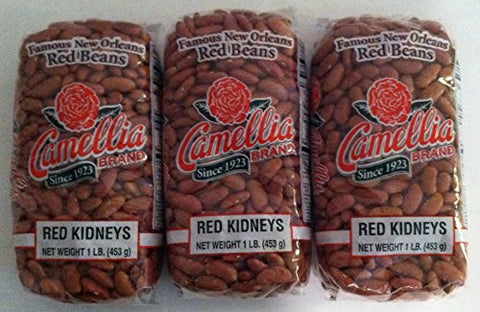 Famous New Orleans
Red Beans
Camellia
BRAND
Since 1923
RED KIDNEYS
NET WEIGHT 1 LB. (453 g)
Famous New Orleans
Red Beans
Camellia
BRAND
Since 1923
RED KIDNEYS
NET WEIGHT 1 LB. (453 g)
Famous New Orleans
Red Beans
Camellia
BRAND
Since 1923
RED KIDNEYS
NET WEIGHT 1 LB. (453 g)